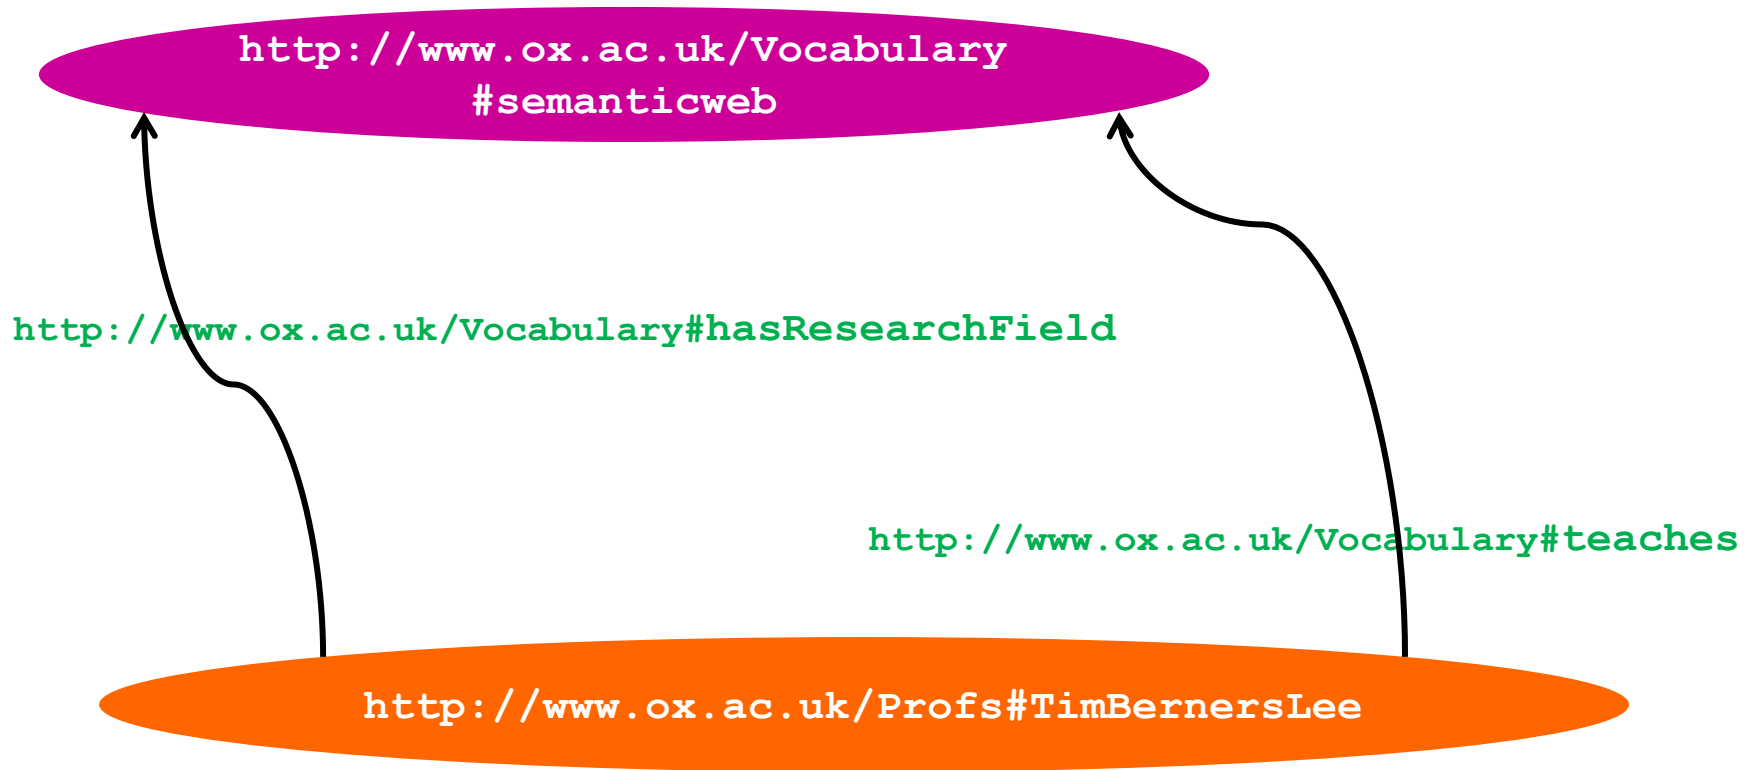 http://www.ox.ac.uk/Vocabulary
#semanticweb
http://www.ox.ac.uk/Vocabulary#hasResearchField
http://www.ox.ac.uk/Vocabulary#teaches
http://www.ox.ac.uk/Profs#TimBernersLee